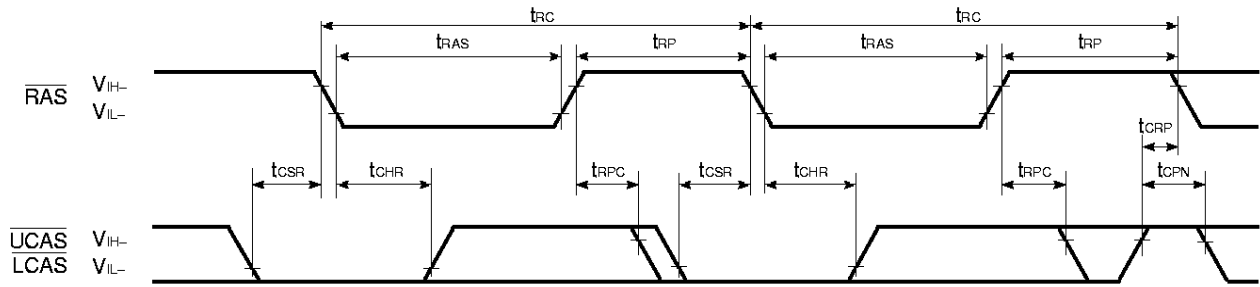 tRC tRC
tRAS tRP tRAS tRP
RAS VIH–
VIL–
tCRP
tCSR tCHR tRPC tCSR tCHR tRPC tCPN
UCAS VIH–
LCAS VIL–